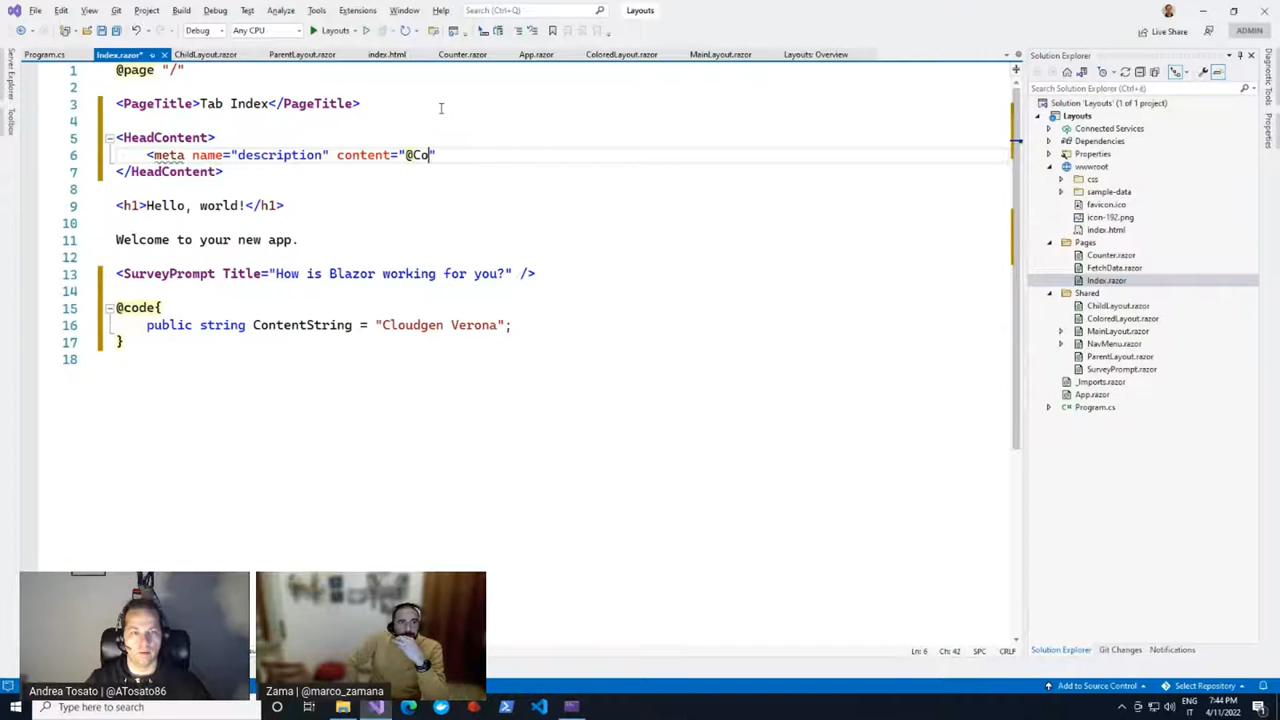 File Edit View Git Project Build Debug Test Analyze Tools Extensions Window Help Search (Ctrl+Q) Layouts
Debug Any CPU Layouts Live Share ADMIN
Program.cs Index.razor* ChildLayout.razor ParentLayout.razor index.html Counter.razor App.razor ColoredLayout.razor MainLayout.razor Layouts: Overview
Server Explorer
Toolbox
1 @page "/"
2
3 <PageTitle>Tab Index</PageTitle>
4
5 <HeadContent>
6 <meta name="description" content="@Co"
7 </HeadContent>
8
9 <h1>Hello, world!</h1>
10
11 Welcome to your new app.
12
13 <SurveyPrompt Title="How is Blazor working for you?" />
14
15 @code{
16 public string ContentString = "Cloudgen Verona";
17 }
18
Solution Explorer
Search Solution Explorer (Ctrl+;)
Solution 'Layouts' (1 of 1 project)
Layouts
Connected Services
Dependencies
Properties
wwwroot
css
sample-data
favicon.ico
icon-192.png
index.html
Pages
Counter.razor
FetchData.razor
Index.razor
Shared
ChildLayout.razor
ColoredLayout.razor
MainLayout.razor
NavMenu.razor
ParentLayout.razor
SurveyPrompt.razor
_Imports.razor
App.razor
Program.cs
Diagnostic Tools
Properties
Ln: 6 Ch: 42 SPC CRLF
Solution Explorer Git Changes Notifications
Andrea Tosato | @ATosato86
Zama | @marco_zamana
Add to Source Control Select Repository
Type here to search
ENG
IT
7:44 PM
4/11/2022